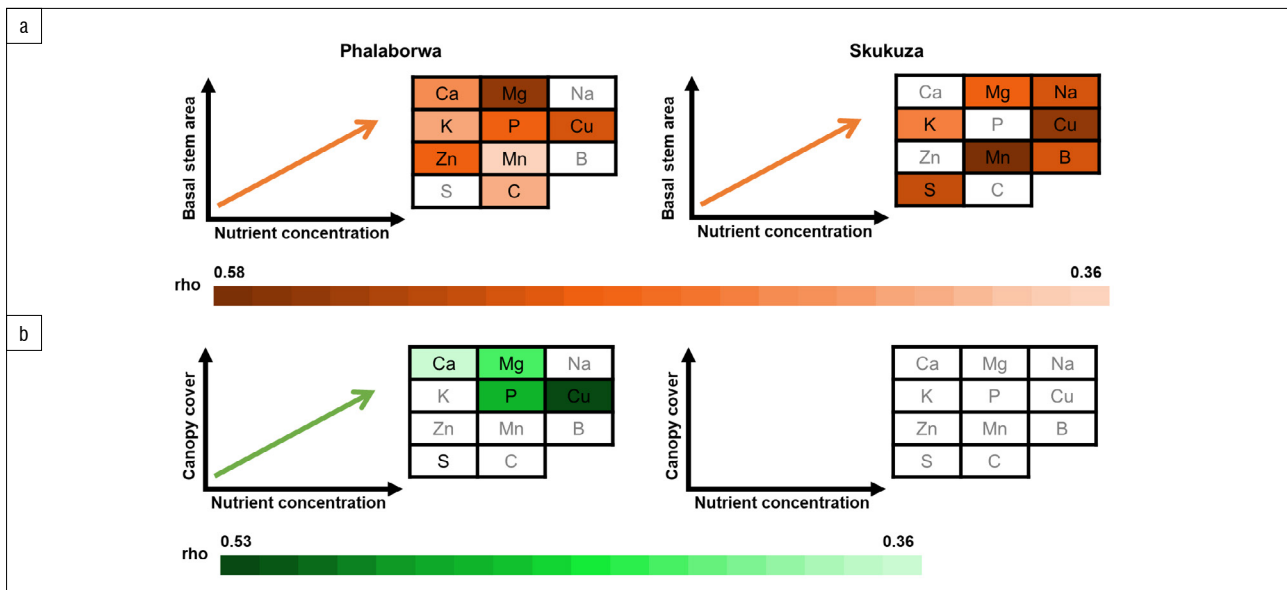 a
Phalaborwa
Skukuza
Basal stem area
Nutrient concentration
Ca Mg Na
K P Cu
Zn Mn B
S C
Basal stem area
Nutrient concentration
Ca Mg Na
K P Cu
Zn Mn B
S C
rho
0.58 0.36
b
Canopy cover
Nutrient concentration
Ca Mg Na
K P Cu
Zn Mn B
S C
Canopy cover
Nutrient concentration
Ca Mg Na
K P Cu
Zn Mn B
S C
rho
0.53 0.36